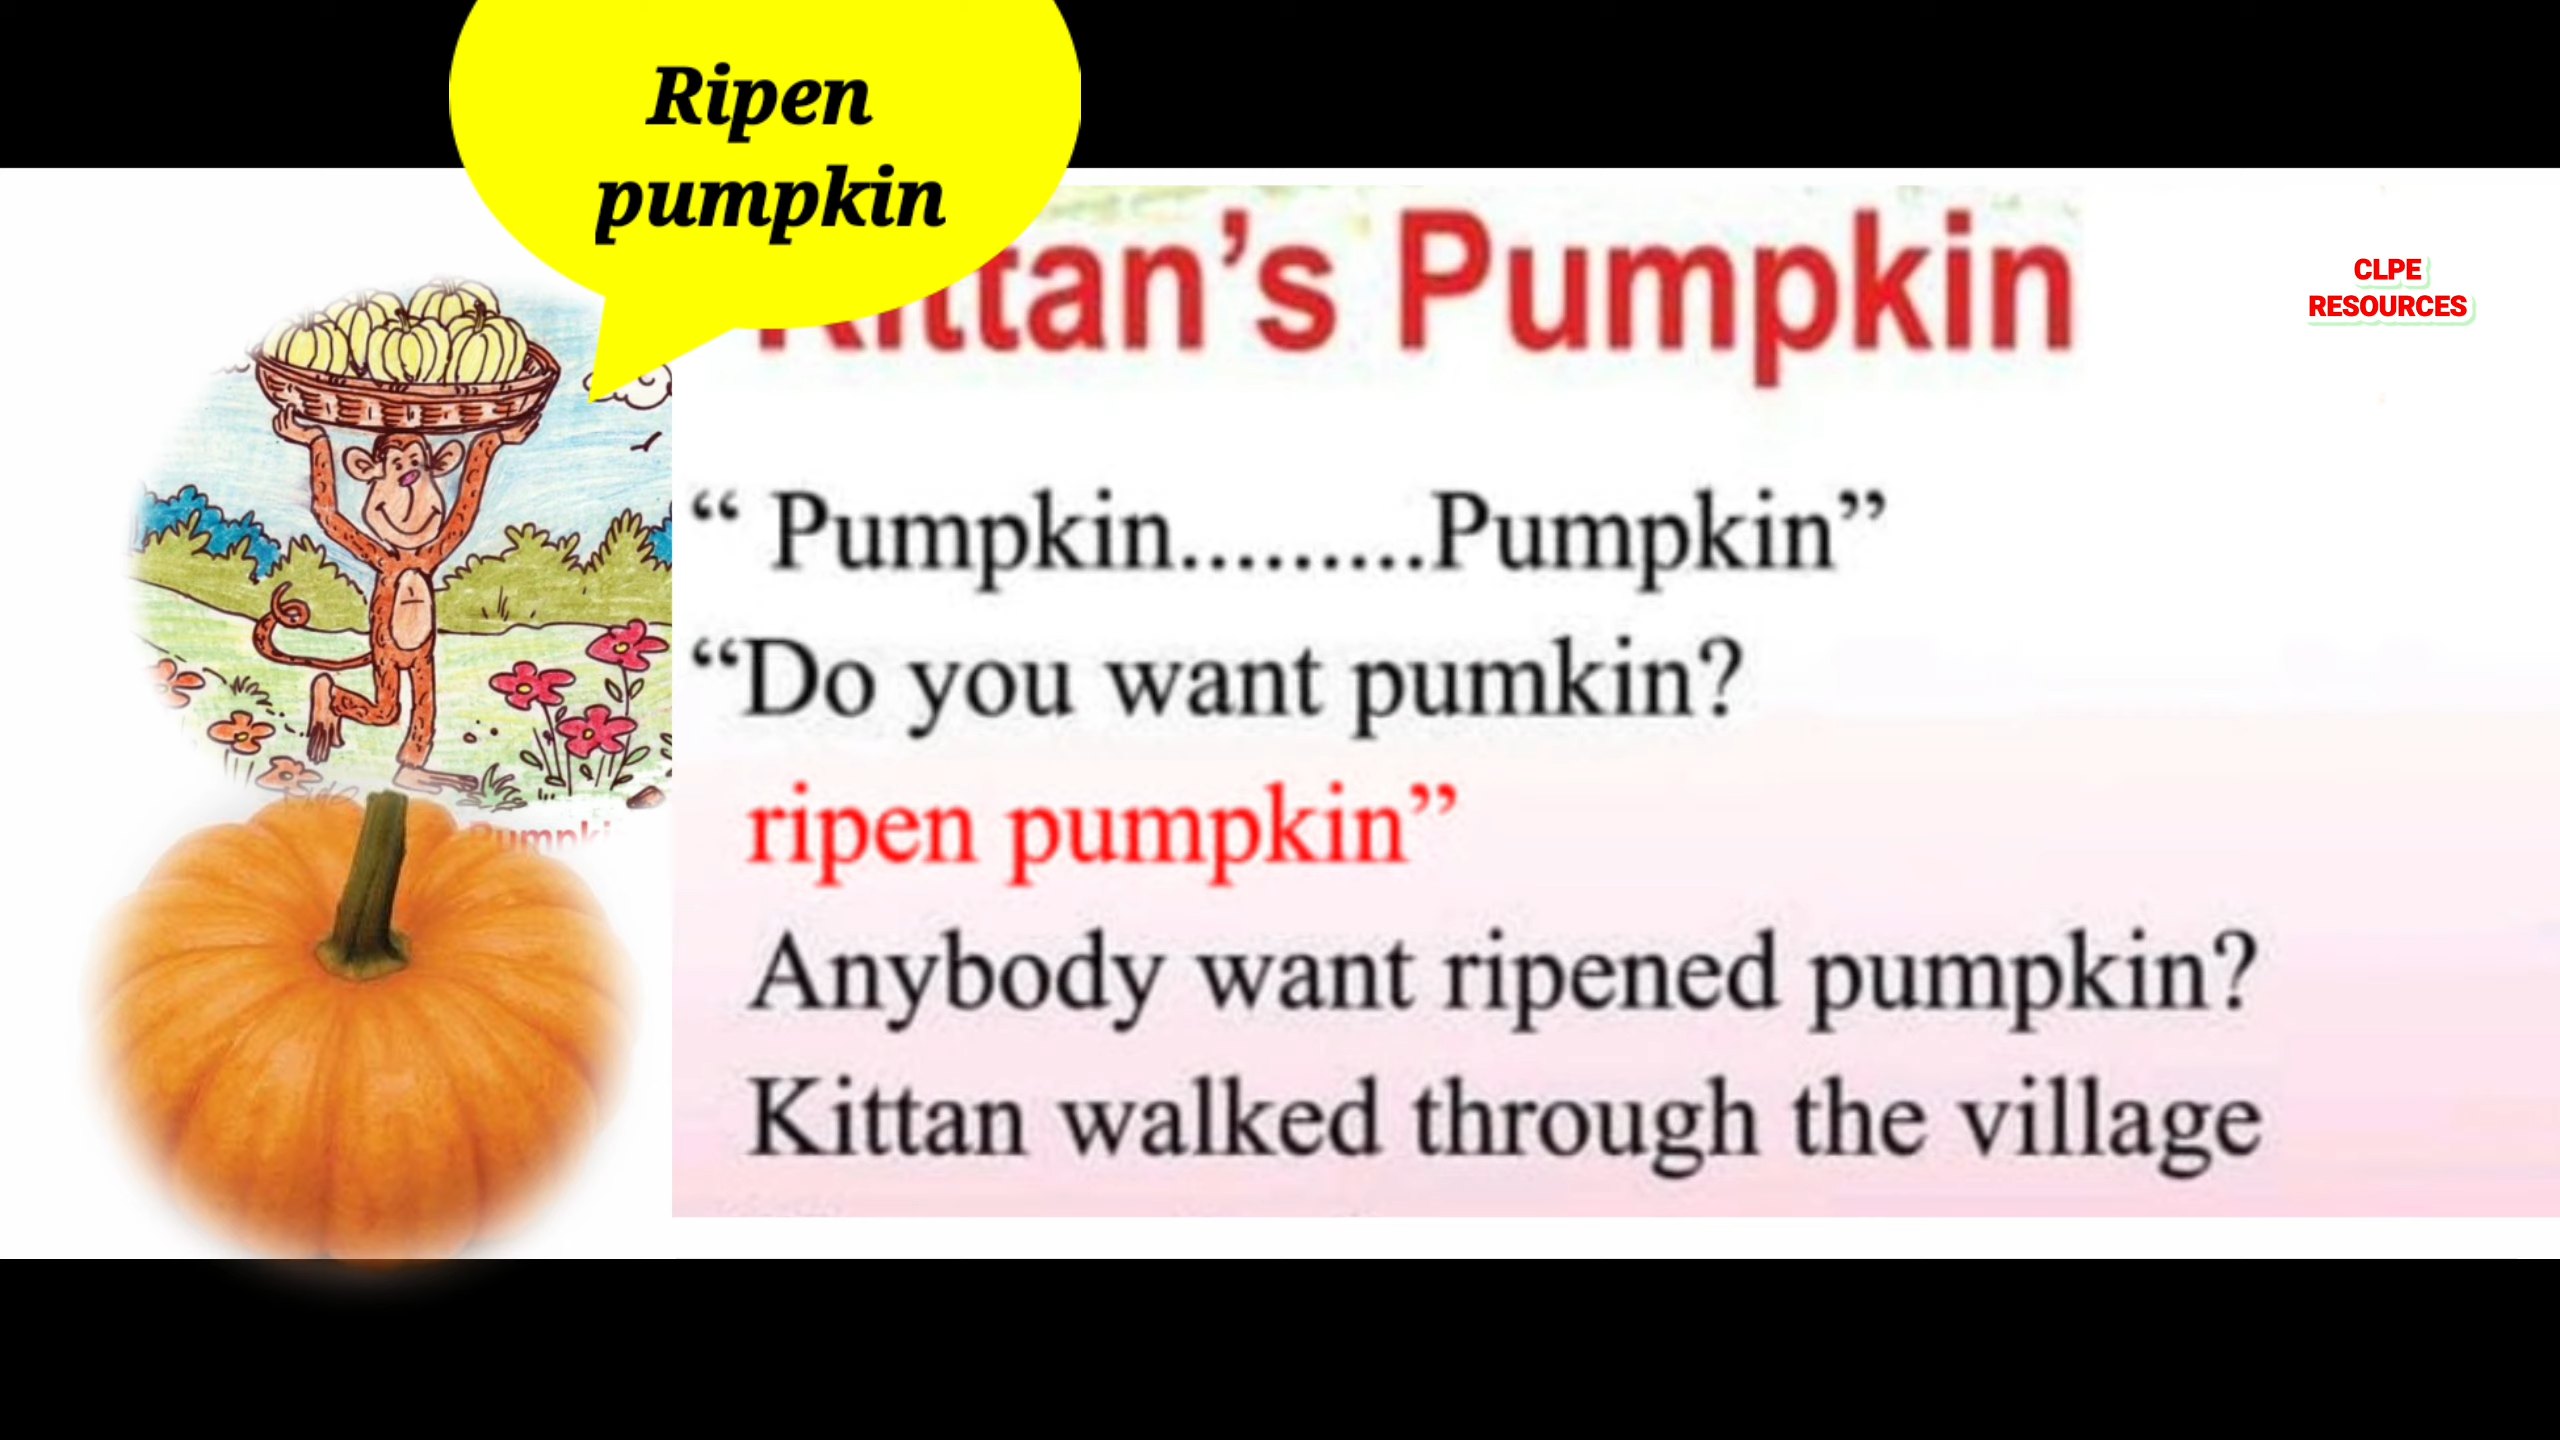 Ripen
pumpkin
Kittan’s Pumpkin
CLPE
RESOURCES
“ Pumpkin.........Pumpkin”
“Do you want pumkin?
ripen pumpkin”
Anybody want ripened pumpkin?
Kittan walked through the village